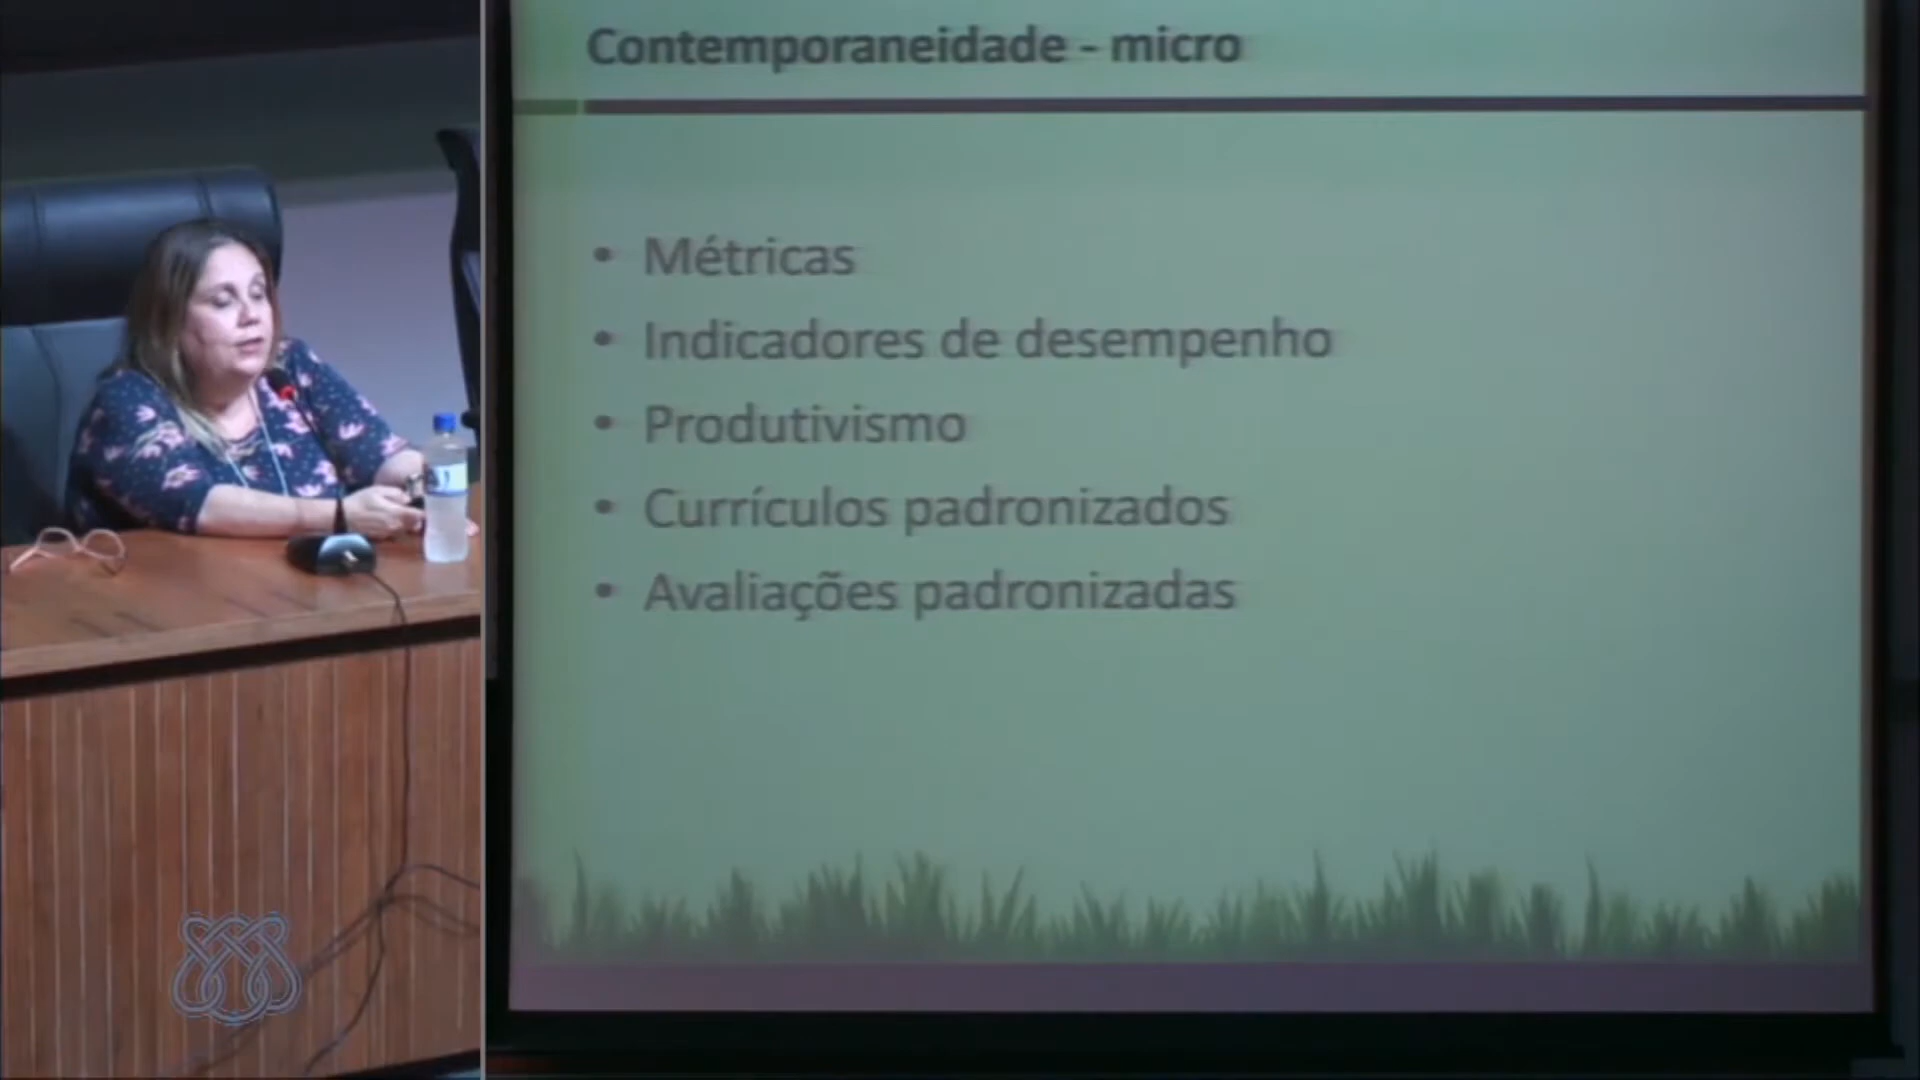 Contemporaneidade - micro
• Métricas
• Indicadores de desempenho
• Produtivismo
• Currículos padronizados
• Avaliações padronizadas